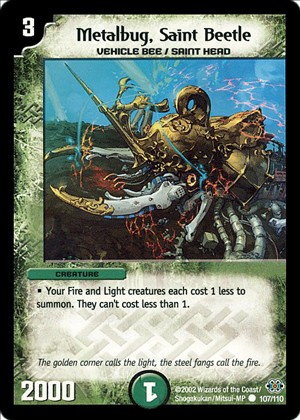 3
Metalbug, Saint Beetle
VEHICLE BEE / SAINT HEAD
CREATURE
▪ Your Fire and Light creatures each cost 1 less to
summon. They can't cost less than 1.
The golden corner calls the light, the steel fangs call the fire.
2000
1
©2002 Wizards of the Coast/
Shogakukan/Mitsui-MP
107/110